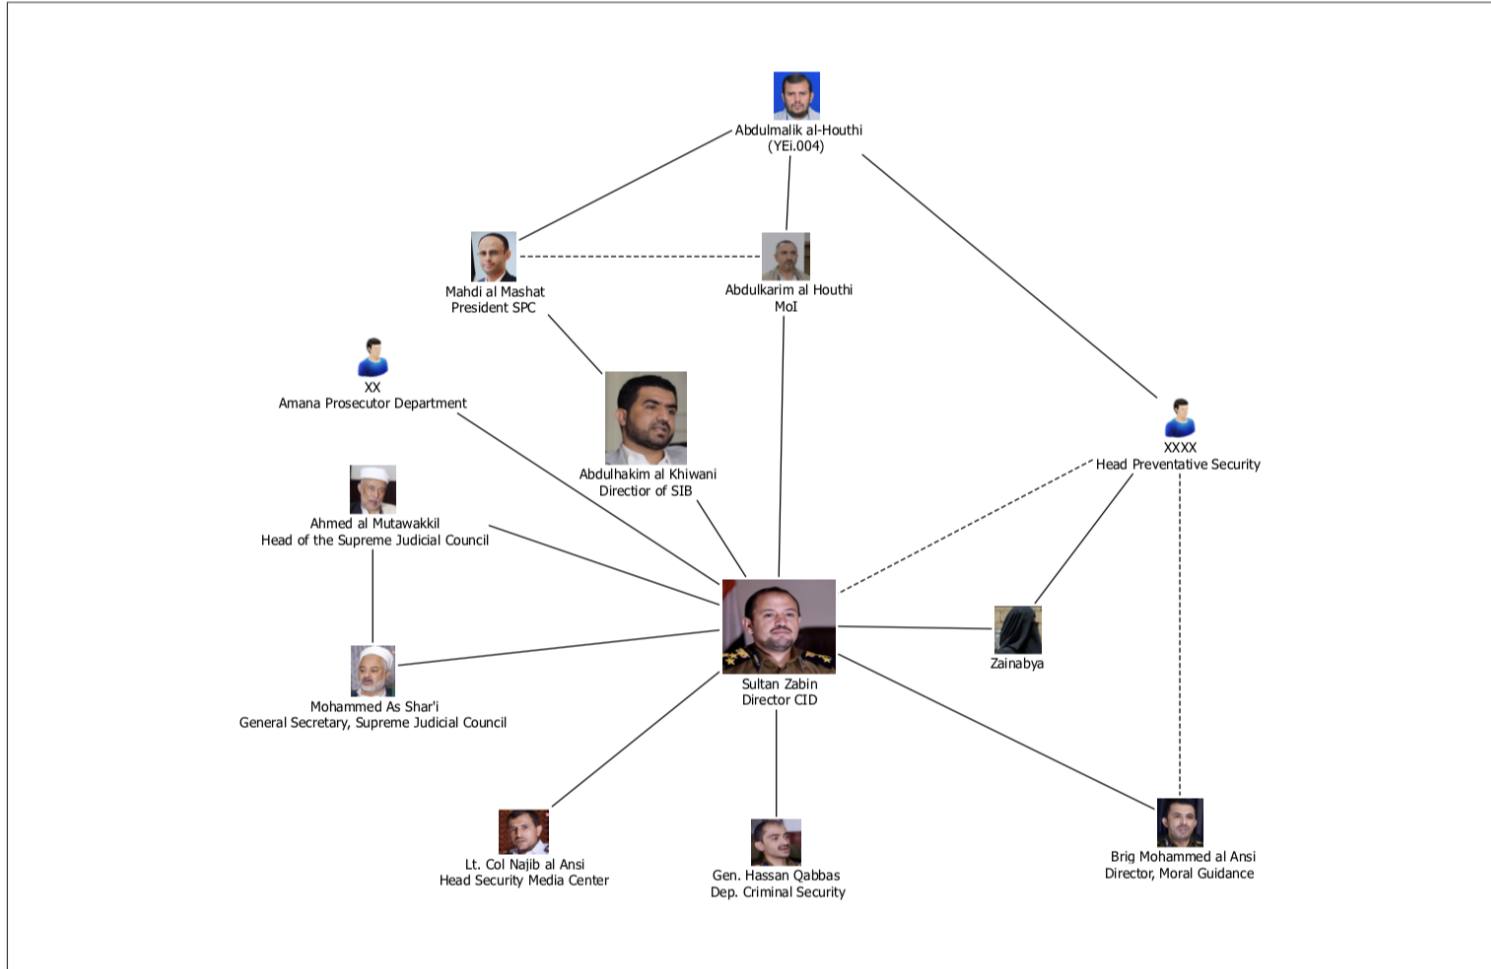 Abdulmalik al-Houthi
(YEi.004)
Mahdi al Mashat
President SPC
Abdulkarim al Houthi
MoI
XX
Amana Prosecutor Department
Abdulhakim al Khiwani
Directior of SIB
XXXX
Head Preventative Security
Ahmed al Mutawakkil
Head of the Supreme Judicial Council
Zainabya
Sultan Zabin
Director CID
Mohammed As Shar'i
General Secretary, Supreme Judicial Council
Lt. Col Najib al Ansi
Head Security Media Center
Gen. Hassan Qabbas
Dep. Criminal Security
Brig Mohammed al Ansi
Director, Moral Guidance